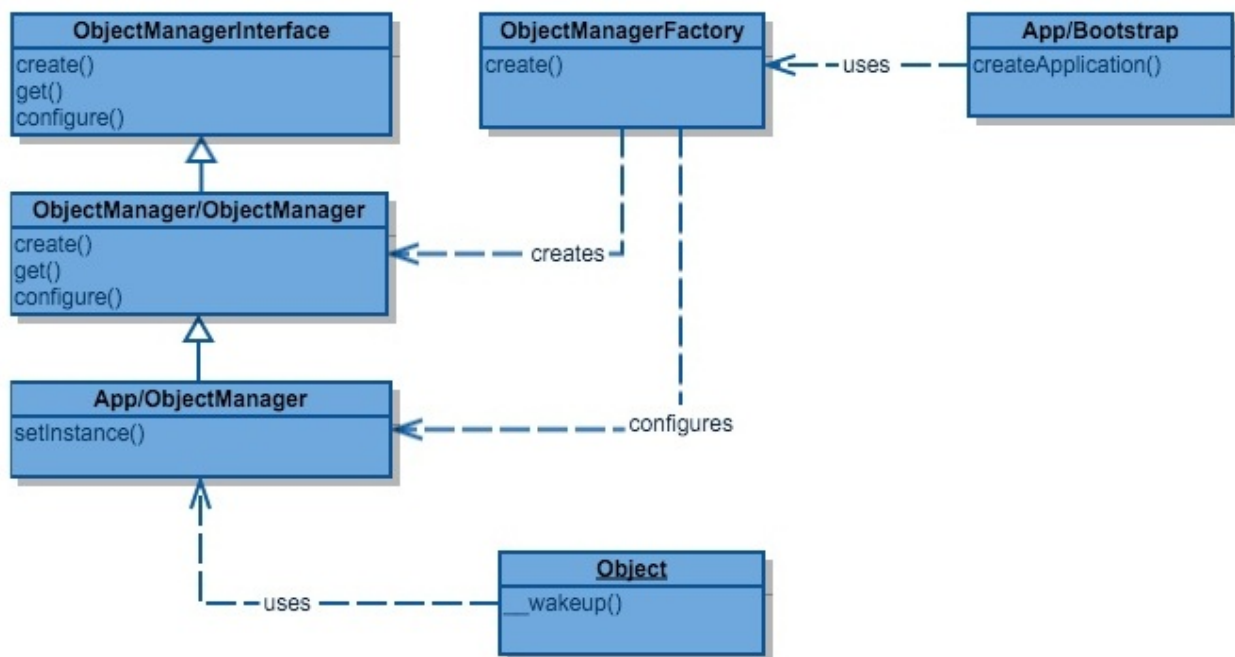 ObjectManagerInterface
create()
get()
configure()
ObjectManagerFactory
create()
uses
App/Bootstrap
createApplication()
ObjectManager/ObjectManager
create()
get()
configure()
creates
App/ObjectManager
setInstance()
configures
Object
__wakeup()
uses